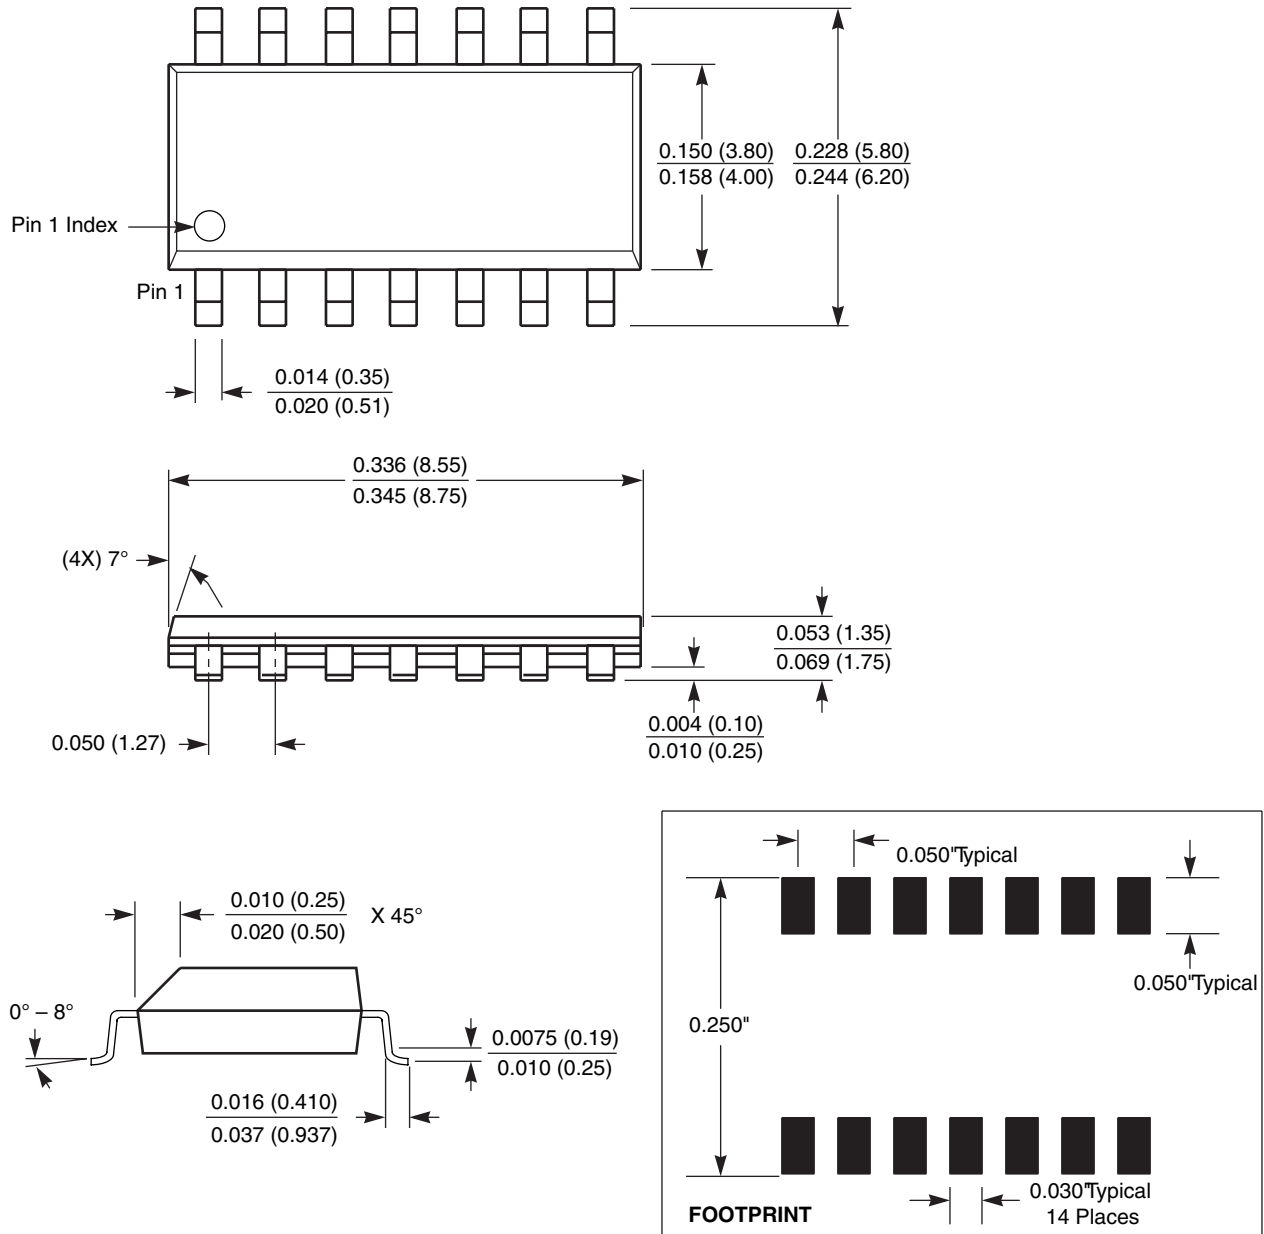 0.150 (3.80)
0.158 (4.00)
0.228 (5.80)
0.244 (6.20)
Pin 1 Index
Pin 1
0.014 (0.35)
0.020 (0.51)
0.336 (8.55)
0.345 (8.75)
(4X) 7°
0.053 (1.35)
0.069 (1.75)
0.004 (0.10)
0.010 (0.25)
0.050 (1.27)
0.050"Typical
0.010 (0.25)
0.020 (0.50)
X 45°
0.050"Typical
0° – 8°
0.250"
0.0075 (0.19)
0.010 (0.25)
0.016 (0.410)
0.037 (0.937)
0.030"Typical
14 Places
FOOTPRINT